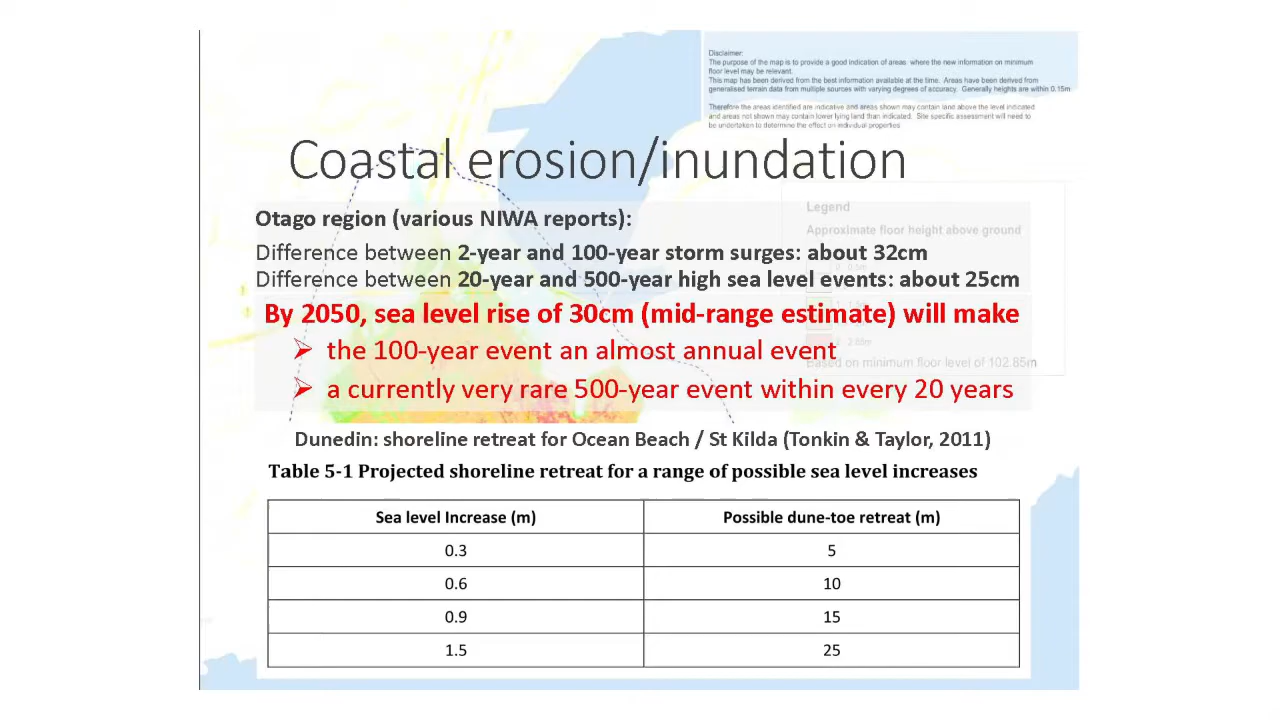 Disclaimer:
The purpose of the map is to provide a good indication of areas where the new information on minimum
floor level may be relevant.
This map has been derived from the best information available at the time. Areas have been derived from
generalised terrain data from multiple sources with varying degrees of accuracy. Generally heights are within 0.15m
Therefore the areas identified are indicative and areas shown may contain land above the level indicated
and areas not shown may contain lower lying land than indicated. Site specific assessment will need to
be undertaken to determine the effect on individual properties
Coastal erosion/inundation
Legend
Approximate floor height above ground
Otago region (various NIWA reports):
Difference between 2-year and 100-year storm surges: about 32cm
Difference between 20-year and 500-year high sea level events: about 25cm
By 2050, sea level rise of 30cm (mid-range estimate) will make
➢ the 100-year event an almost annual event
Based on minimum floor level of 102.85m
➢ a currently very rare 500-year event within every 20 years
Dunedin: shoreline retreat for Ocean Beach / St Kilda (Tonkin & Taylor, 2011)
Table 5-1 Projected shoreline retreat for a range of possible sea level increases
Sea level Increase (m) Possible dune-toe retreat (m)
0.3 5
0.6 10
0.9 15
1.5 25